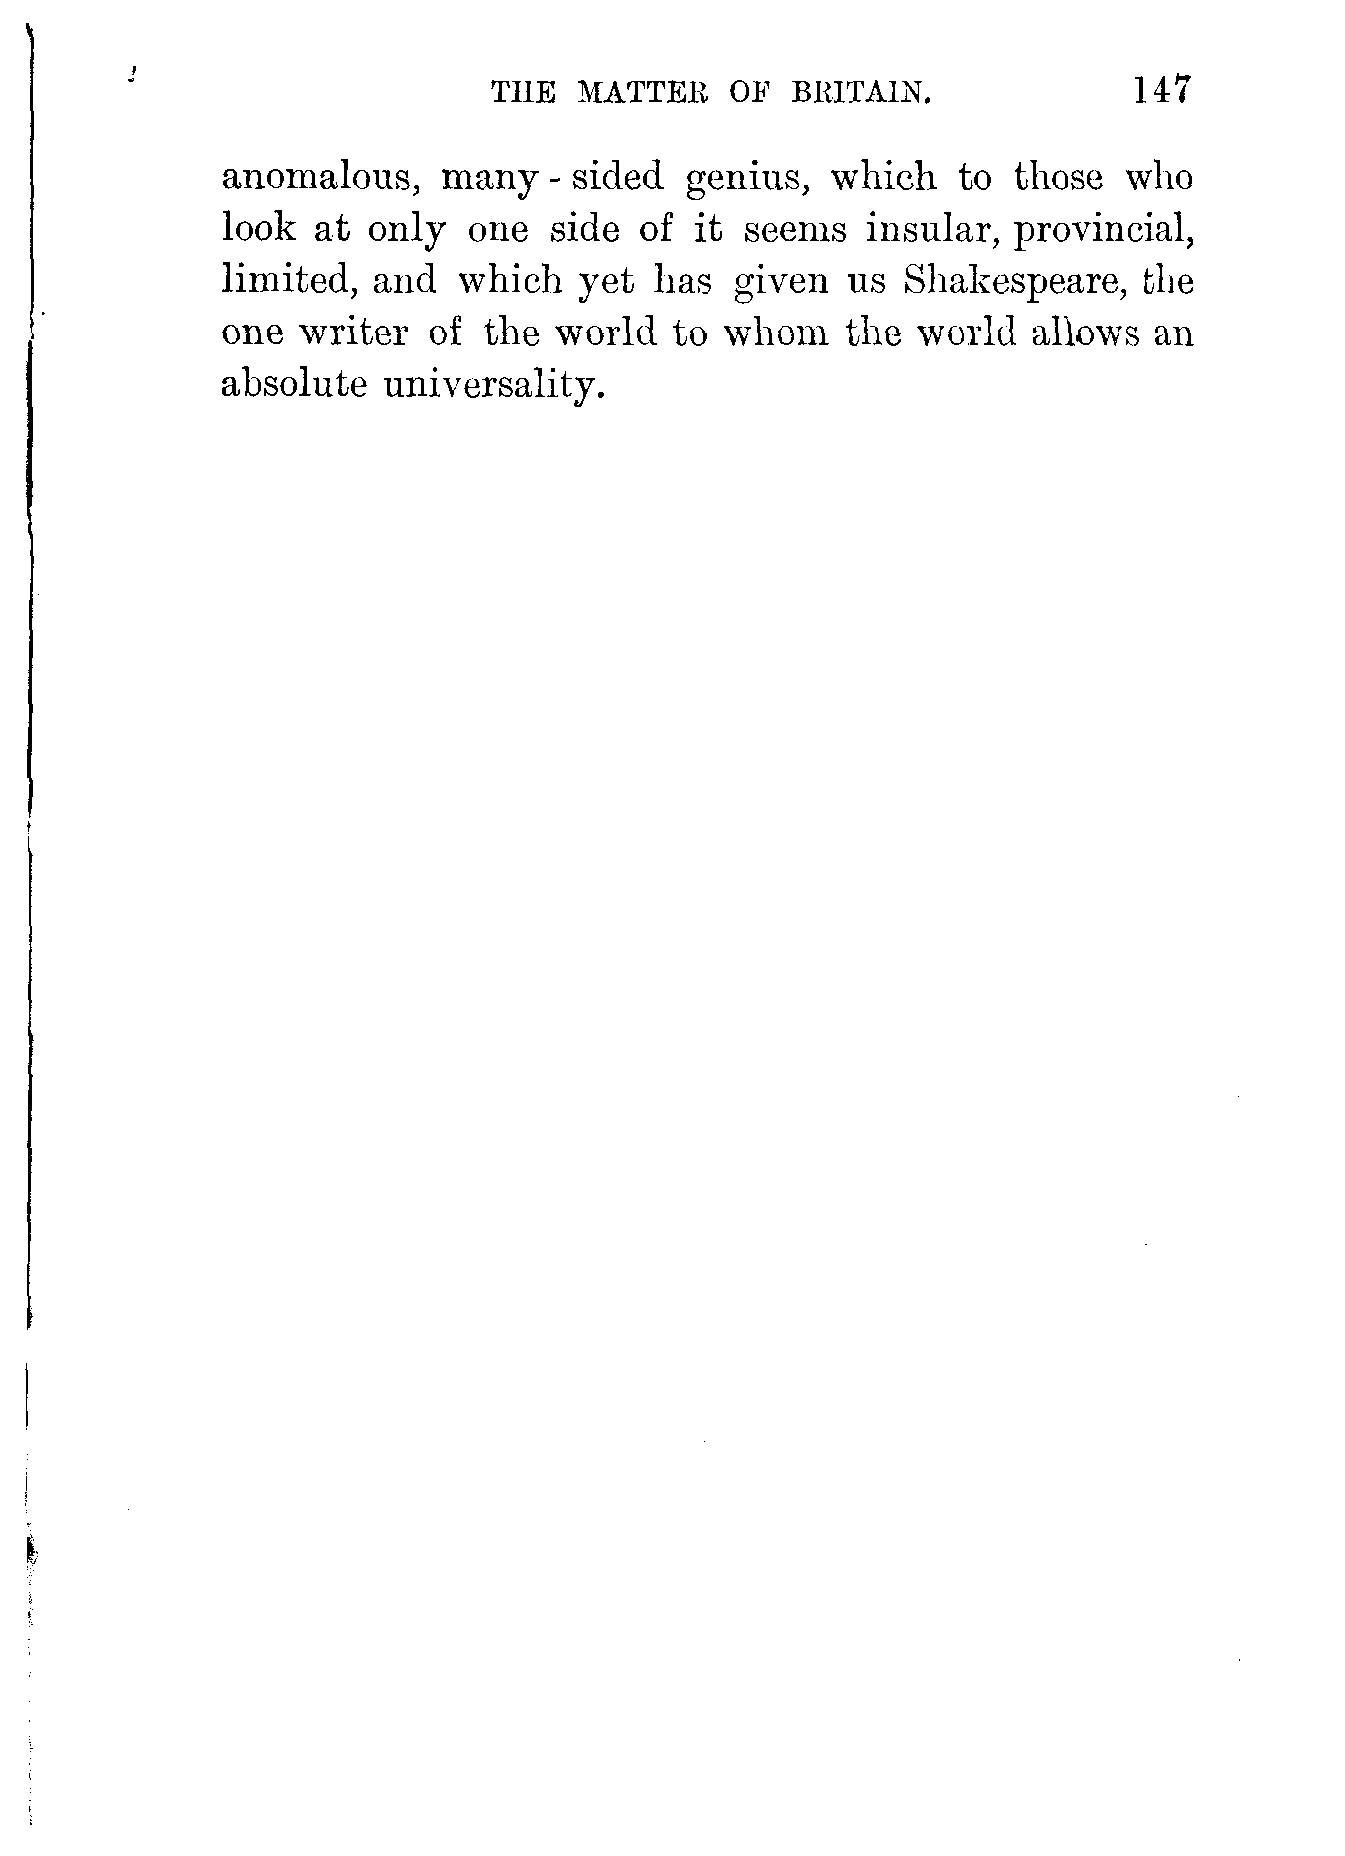 THE MATTER OF BRITAIN. 147
anomalous, many-sided genius, which to those who
look at only one side of it seems insular, provincial,
limited, and which yet has given us Shakespeare, the
one writer of the world to whom the world allows an
absolute universality.